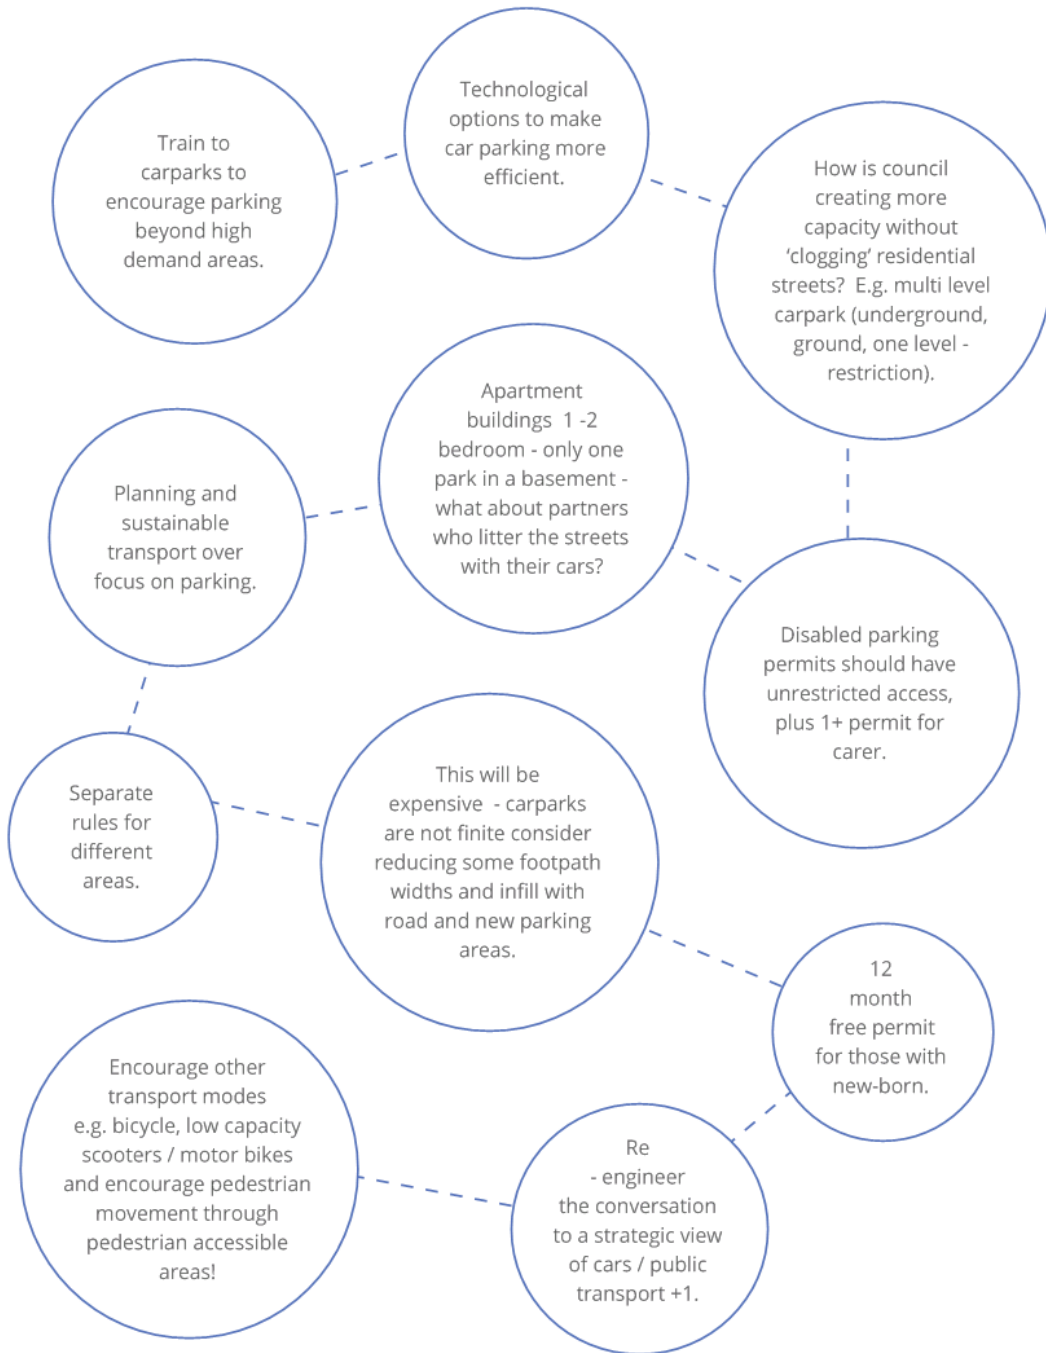 Train to
carparks to
encourage parking
beyond high
demand areas.
Technological
options to make
car parking more
efficient.
How is council
creating more
capacity without
‘clogging’ residential
streets? E.g. multi level
carpark (underground,
ground, one level -
restriction).
Apartment
buildings 1 -2
bedroom - only one
park in a basement -
what about partners
who litter the streets
with their cars?
Planning and
sustainable
transport over
focus on parking.
Disabled parking
permits should have
unrestricted access,
plus 1+ permit for
carer.
Separate
rules for
different
areas.
This will be
expensive - carparks
are not finite consider
reducing some footpath
widths and infill with
road and new parking
areas.
12
month
free permit
for those with
new-born.
Encourage other
transport modes
e.g. bicycle, low capacity
scooters / motor bikes
and encourage pedestrian
movement through
pedestrian accessible
areas!
Re
- engineer
the conversation
to a strategic view
of cars / public
transport +1.